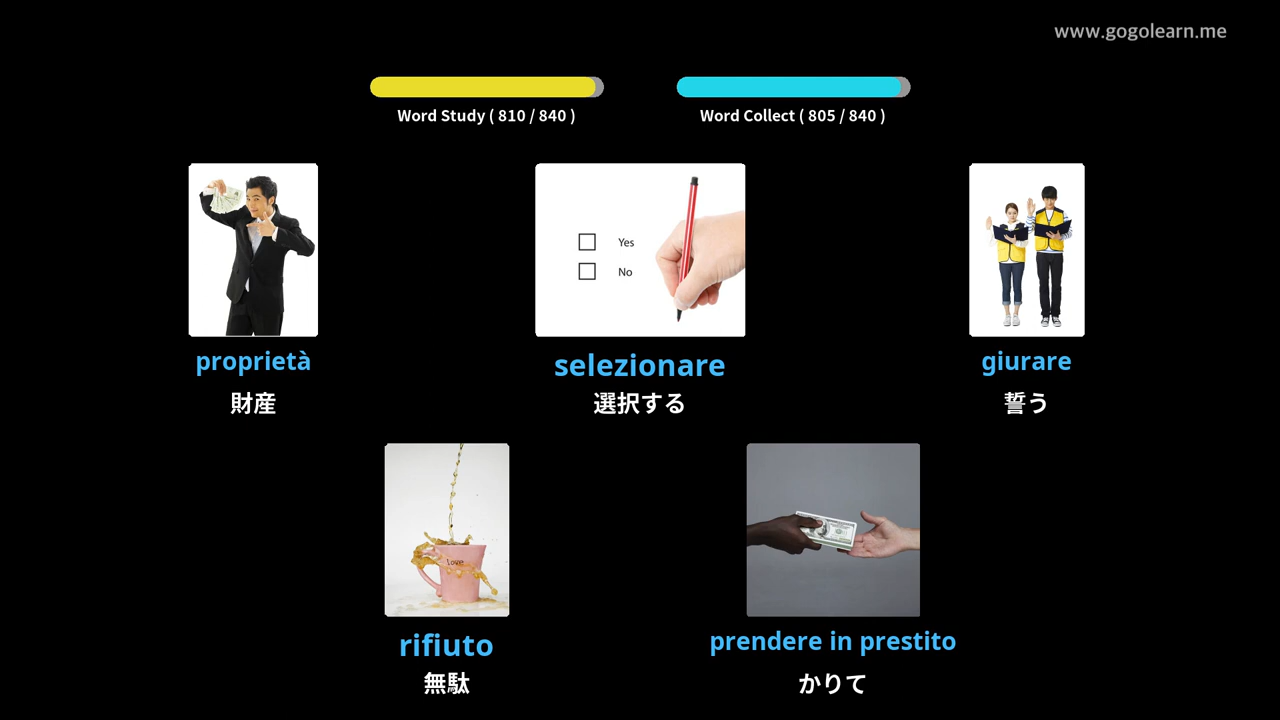 www.gogolearn.me
Word Study ( 810 / 840 )
Word Collect ( 805 / 840 )
Yes
No
proprietà
財産
selezionare
選択する
giurare
誓う
love
rifiuto
無駄
prendere in prestito
かりて